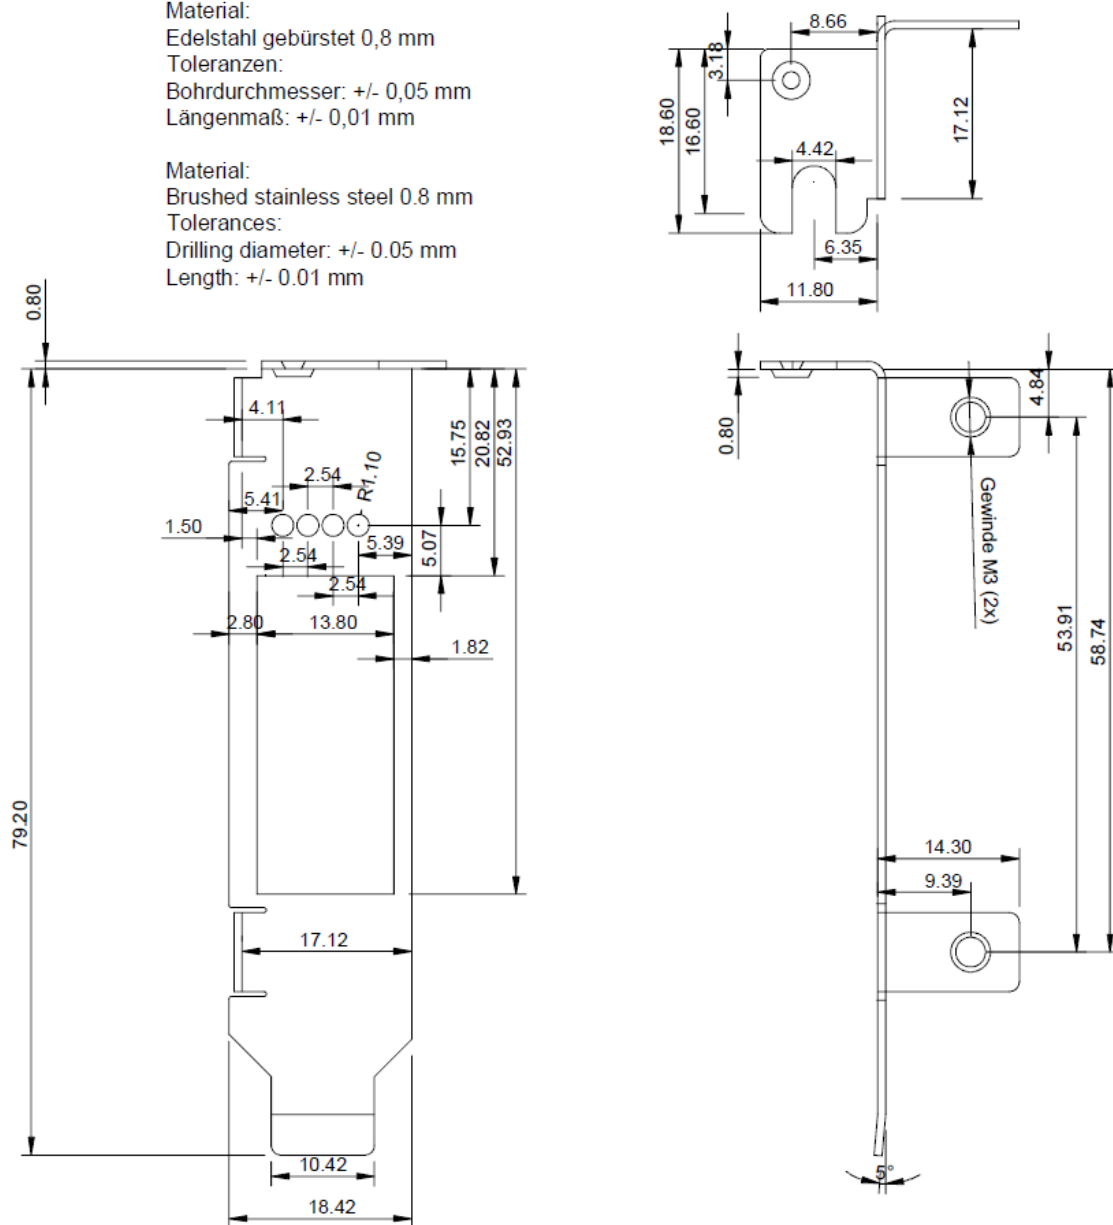 Material:
Edelstahl gebürstet 0,8 mm
Toleranzen:
Bohrdurchmesser: +/- 0,05 mm
Längenmaß: +/- 0,01 mm
Material:
Brushed stainless steel 0.8 mm
Tolerances:
Drilling diameter: +/- 0.05 mm
Length: +/- 0.01 mm
8.66
3.18
18.60
16.60
4.42
17.12
6.35
11.80
0.80
4.11
2.54
R1.10
15.75
20.82
52.93
5.41
1.50
5.39
5.07
2.54
2.54
2.80
13.80
1.82
79.20
17.12
10.42
18.42
0.80
4.84
Gewinde M3 (2x)
53.91
58.74
14.30
9.39
5°